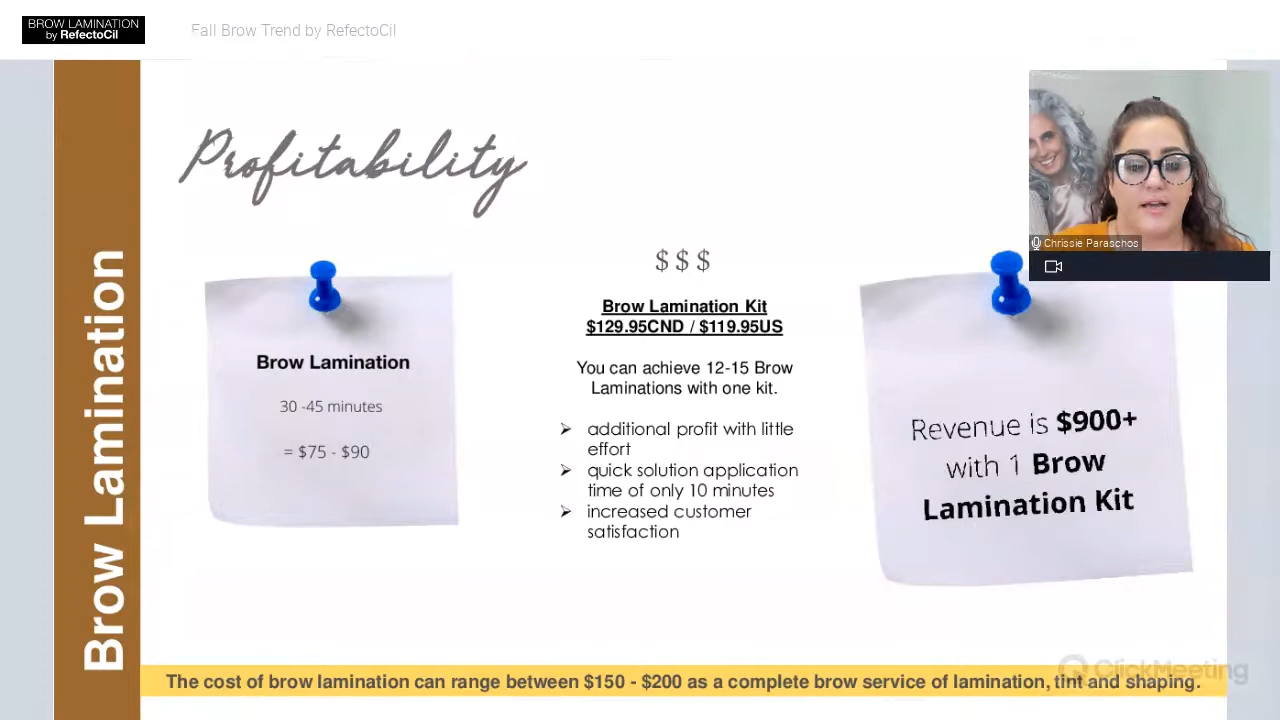 BROW LAMINATION
by RefectoCil
Fall Brow Trend by RefectoCil
Brow Lamination
Profitability
Brow Lamination
30 -45 minutes
= $75 - $90
$ $ $
Brow Lamination Kit
$129.95CND / $119.95US
You can achieve 12-15 Brow
Laminations with one kit.
➢ additional profit with little
effort
➢ quick solution application
time of only 10 minutes
➢ increased customer
satisfaction
Chrissie Paraschos
Revenue is $900+
with 1 Brow
Lamination Kit
The cost of brow lamination can range between $150 - $200 as a complete brow service of lamination, tint and shaping.
ClickMeeting